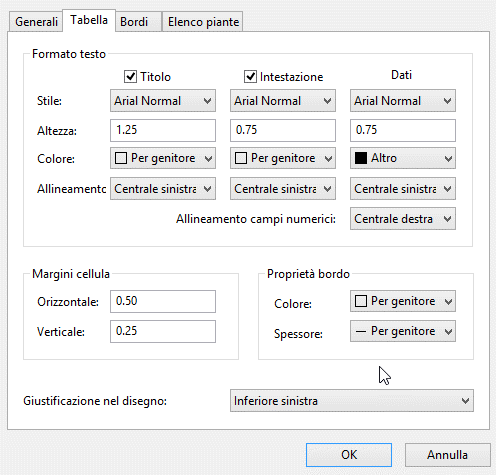 Generali Tabella Bordi Elenco piante
Formato testo
Titolo Intestazione Dati
Stile: Arial Normal Arial Normal Arial Normal
Altezza: 1.25 0.75 0.75
Colore: Per genitore Per genitore Altro
Allineamento Centrale sinistra Centrale sinistra Centrale sinistra
Allineamento campi numerici: Centrale destra
Margini cellula Proprietà bordo
Orizzontale: 0.50 Colore: Per genitore
Verticale: 0.25 Spessore: Per genitore
Giustificazione nel disegno: Inferiore sinistra
OK Annulla